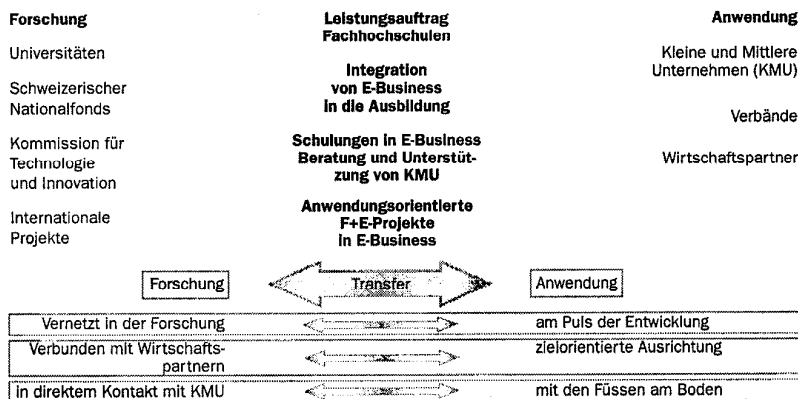 Forschung
Universitäten
Schweizerischer
Nationalfonds
Kommission für
Technologie
und Innovation
Internationale
Projekte
Leistungsauftrag
Fachhochschulen
Integration
von E-Business
in die Ausbildung
Schulungen in E-Business
Beratung und Unterstüt-
zung von KMU
Anwendungsorientierte
F+E-Projekte
in E-Business
Anwendung
Kleine und Mittlere
Unternehmen (KMU)
Verbände
Wirtschaftspartner
Forschung
Transfer
Anwendung
Vernetzt in der Forschung
am Puls der Entwicklung
Verbunden mit Wirtschafts-
partnern
zielorientierte Ausrichtung
in direktem Kontakt mit KMU
mit den Füssen am Boden